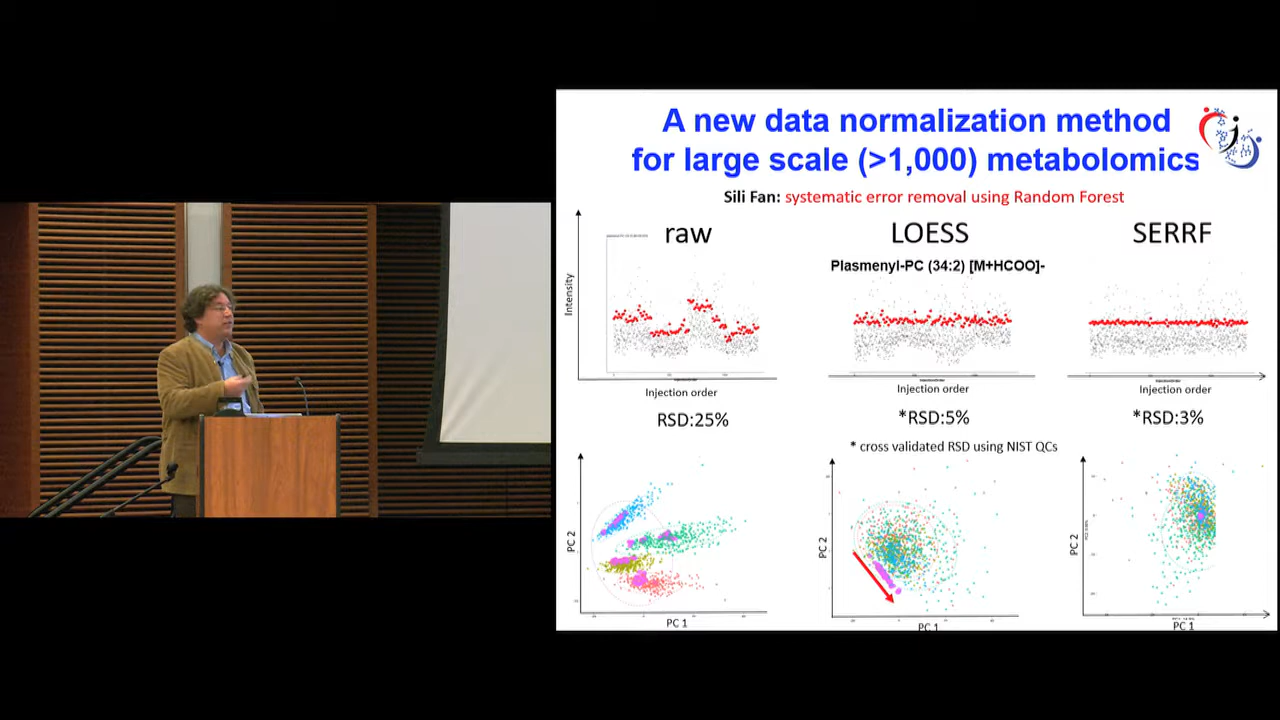 A new data normalization method
for large scale (>1,000) metabolomics
Sili Fan: systematic error removal using Random Forest
raw
LOESS
SERRF
Plasmenyl-PC (34:2) [M+HCOO]-
Intensity
Injection order
Injection order
Injection order
RSD:25%
*RSD:5%
*RSD:3%
* cross validated RSD using NIST QCs
PC 2
PC 2
PC 2
PC 1
PC 1
PC 1